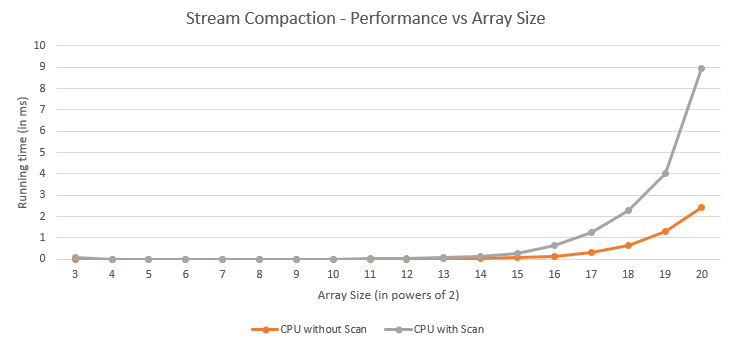 Stream Compaction - Performance vs Array Size
10
9
8
7
6
5
4
3
2
1
0
Running time (in ms)
3 4 5 6 7 8 9 10 11 12 13 14 15 16 17 18 19 20
Array Size (in powers of 2)
CPU without Scan CPU with Scan